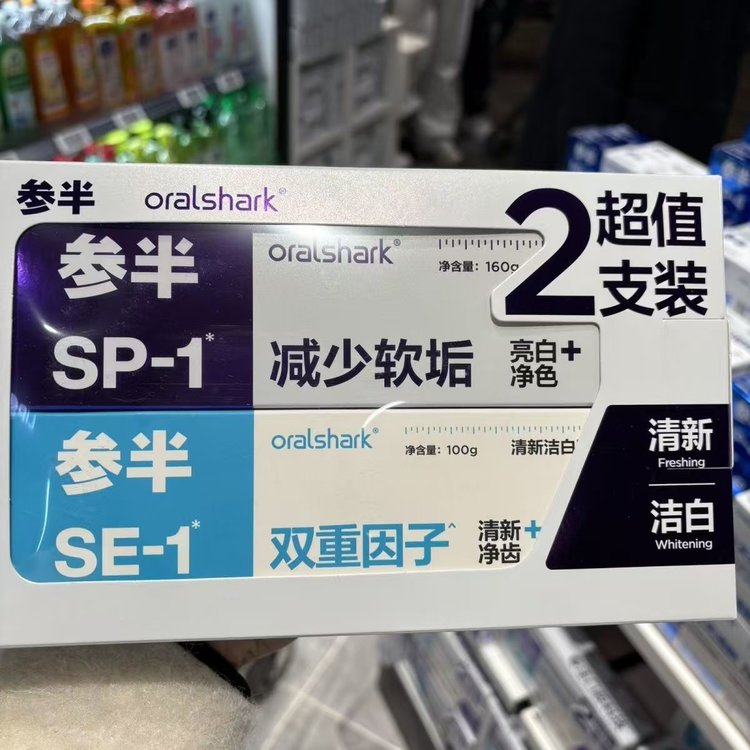 参半 oralshark®
2 超值
支装
参半
SP-1*
oralshark®
净含量：160g
减少软垢
亮白+
净色
参半
SE-1*
oralshark®
净含量：100g
清新洁白
双重因子^
清新+
净齿
清新
Freshing
洁白
Whitening